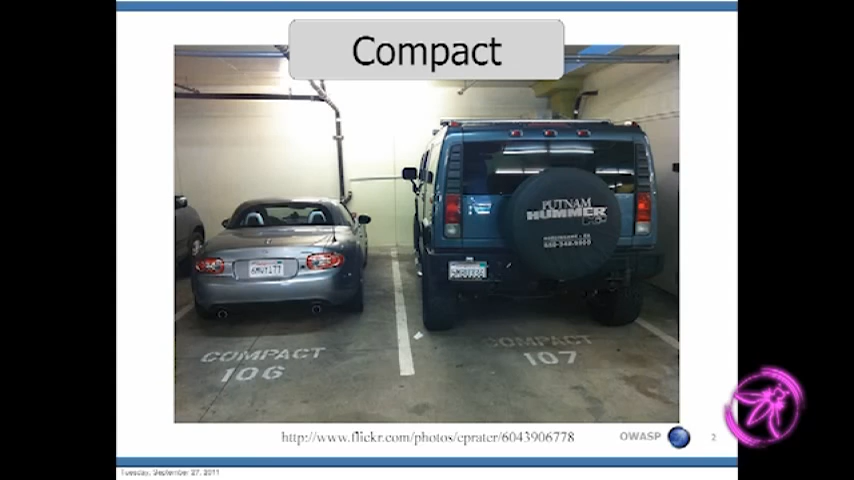 Compact
PUTNAM
HUMMER
COMPACT
106
COMPACT
107
http://www.flickr.com/photos/eprater/6043906778
OWASP
2
Tuesday, September 27, 2011